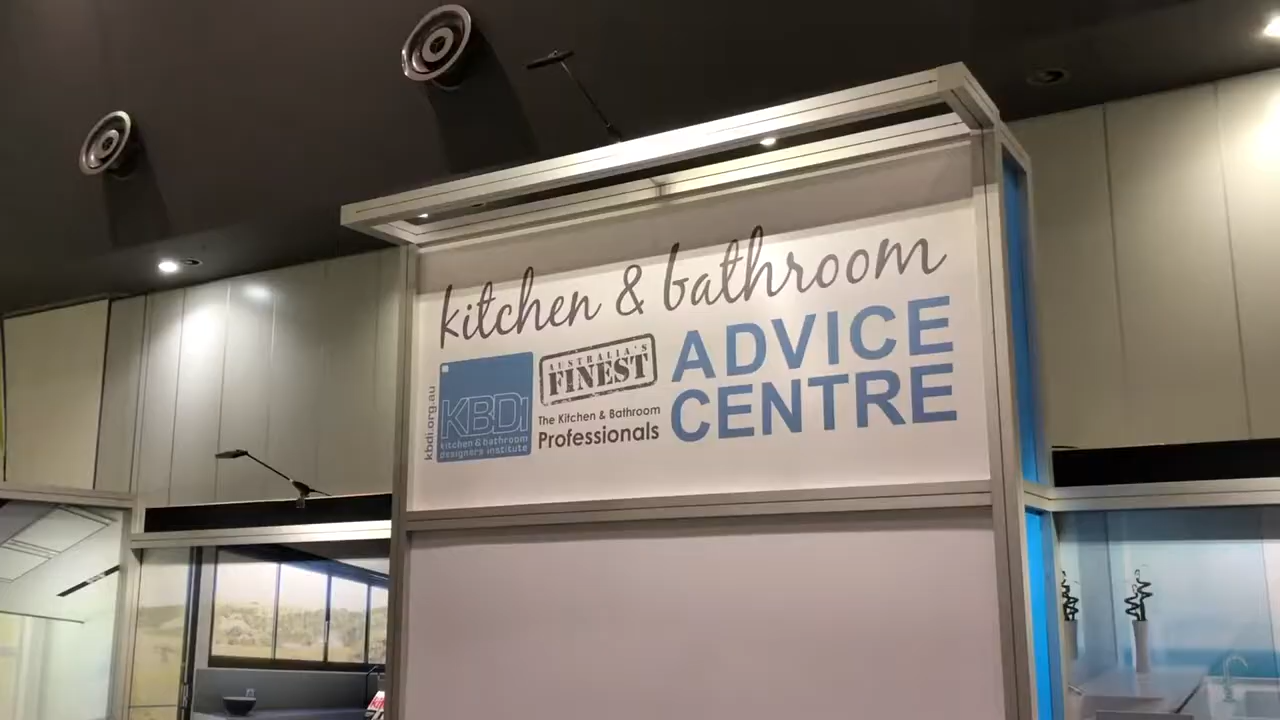 kitchen & bathroom
ADVICE
CENTRE
AUSTRALIA'S
FINEST
The Kitchen & Bathroom
Professionals
KBDi
kitchen & bathroom
designers institute
kbdi.org.au